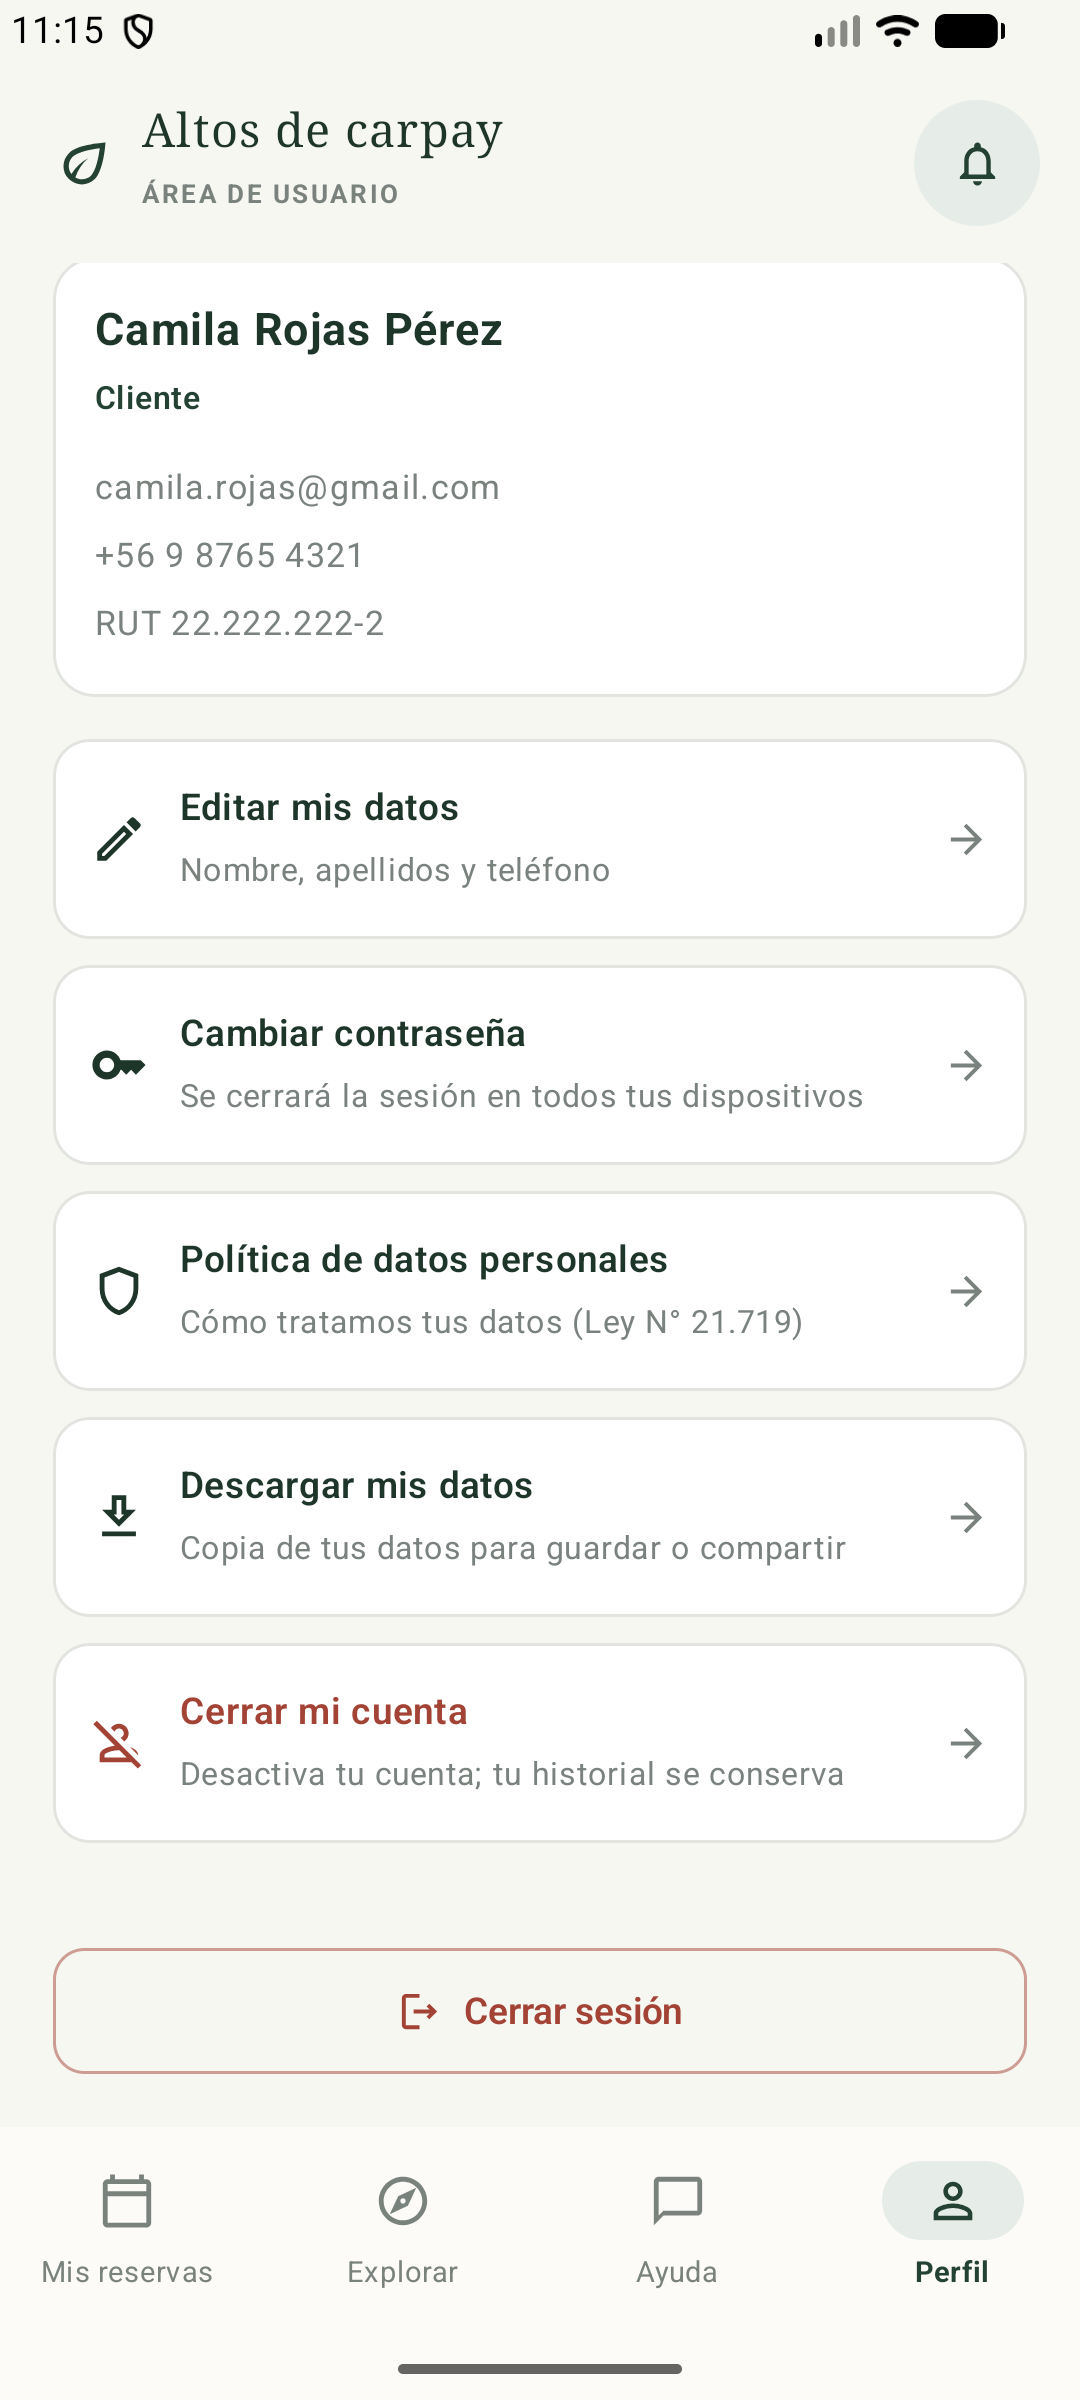 11:15
Altos de carpay
ÁREA DE USUARIO
Camila Rojas Pérez
Cliente
camila.rojas@gmail.com
+56 9 8765 4321
RUT 22.222.222-2
Editar mis datos
Nombre, apellidos y teléfono
Cambiar contraseña
Se cerrará la sesión en todos tus dispositivos
Política de datos personales
Cómo tratamos tus datos (Ley N° 21.719)
Descargar mis datos
Copia de tus datos para guardar o compartir
Cerrar mi cuenta
Desactiva tu cuenta; tu historial se conserva
Cerrar sesión
Mis reservas
Explorar
Ayuda
Perfil